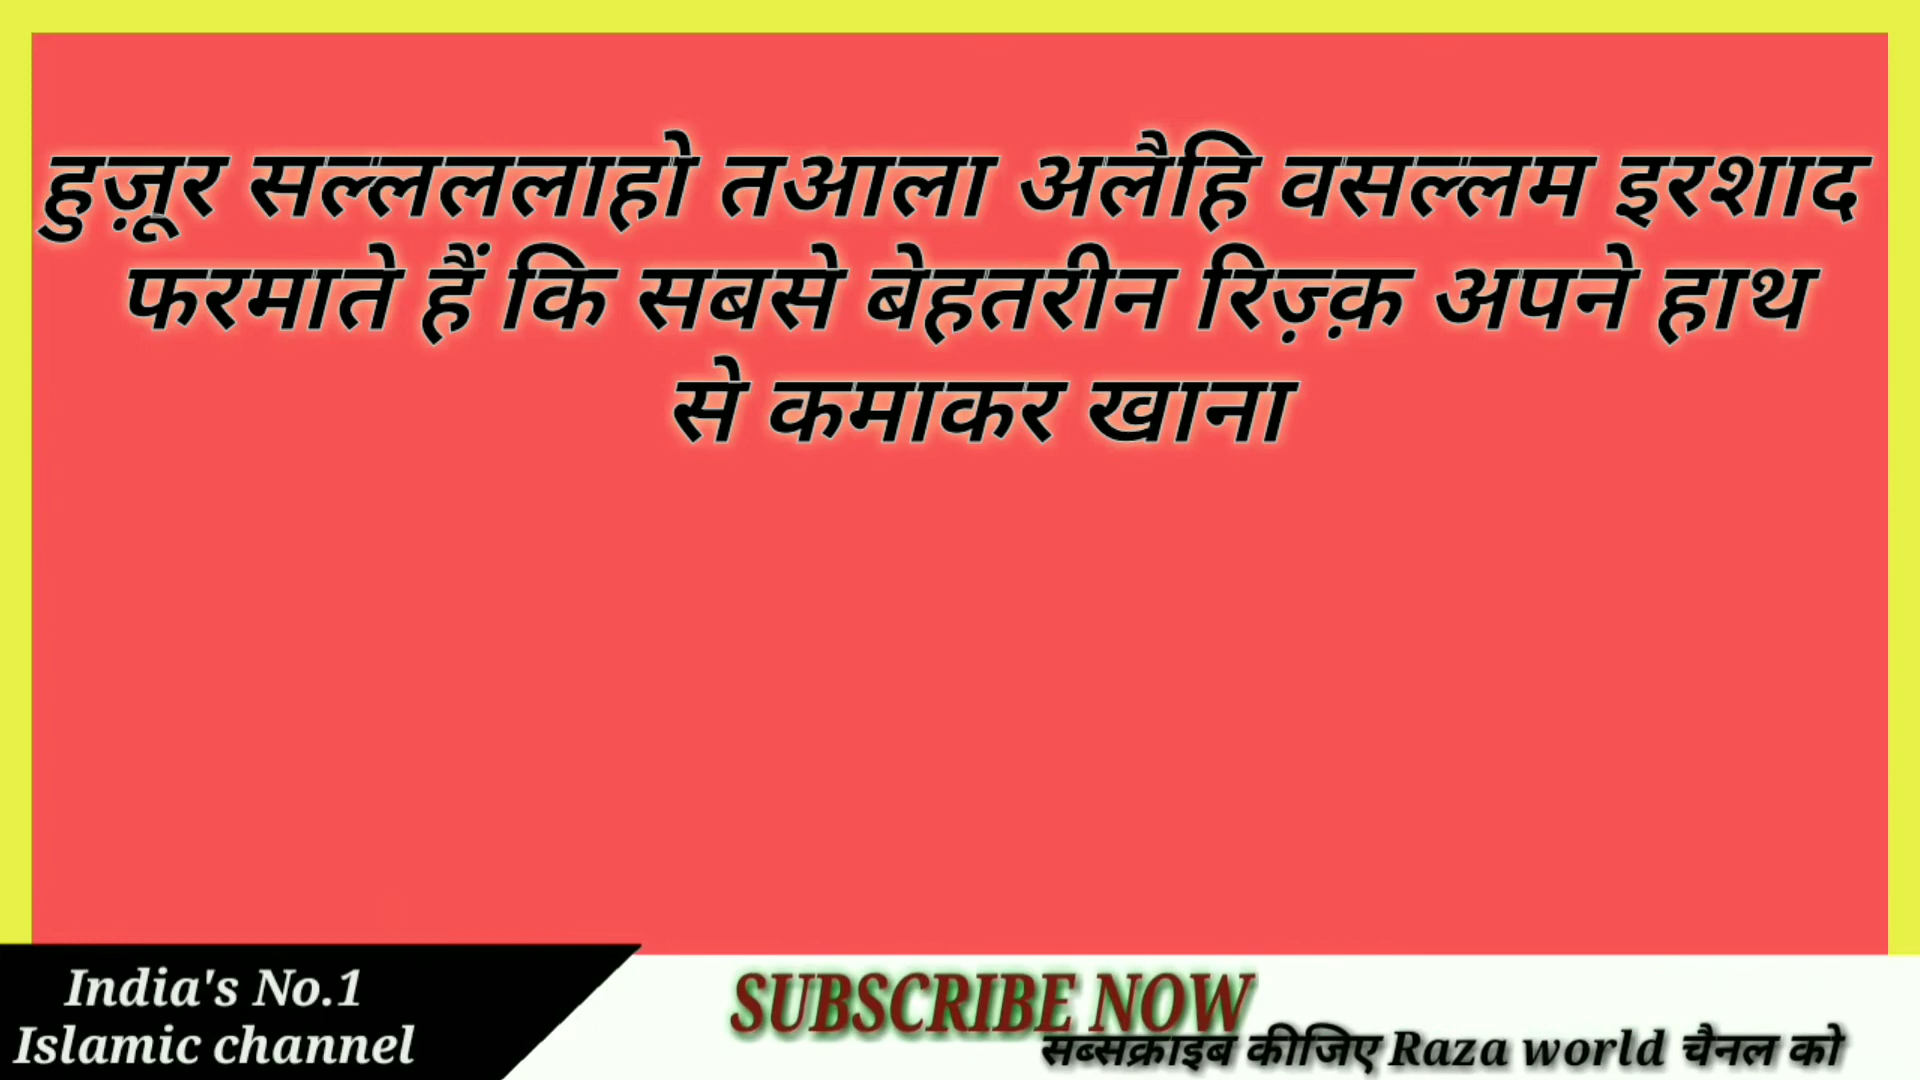 हुज़ूर सल्लललाहो तआला अलैहि वसल्लम इरशाद
फरमाते हैं कि सबसे बेहतरीन रिज़्क़ अपने हाथ
से कमाकर खाना
India's No.1
Islamic channel
SUBSCRIBE NOW
सब्सक्राइब कीजिए Raza world चैनल को